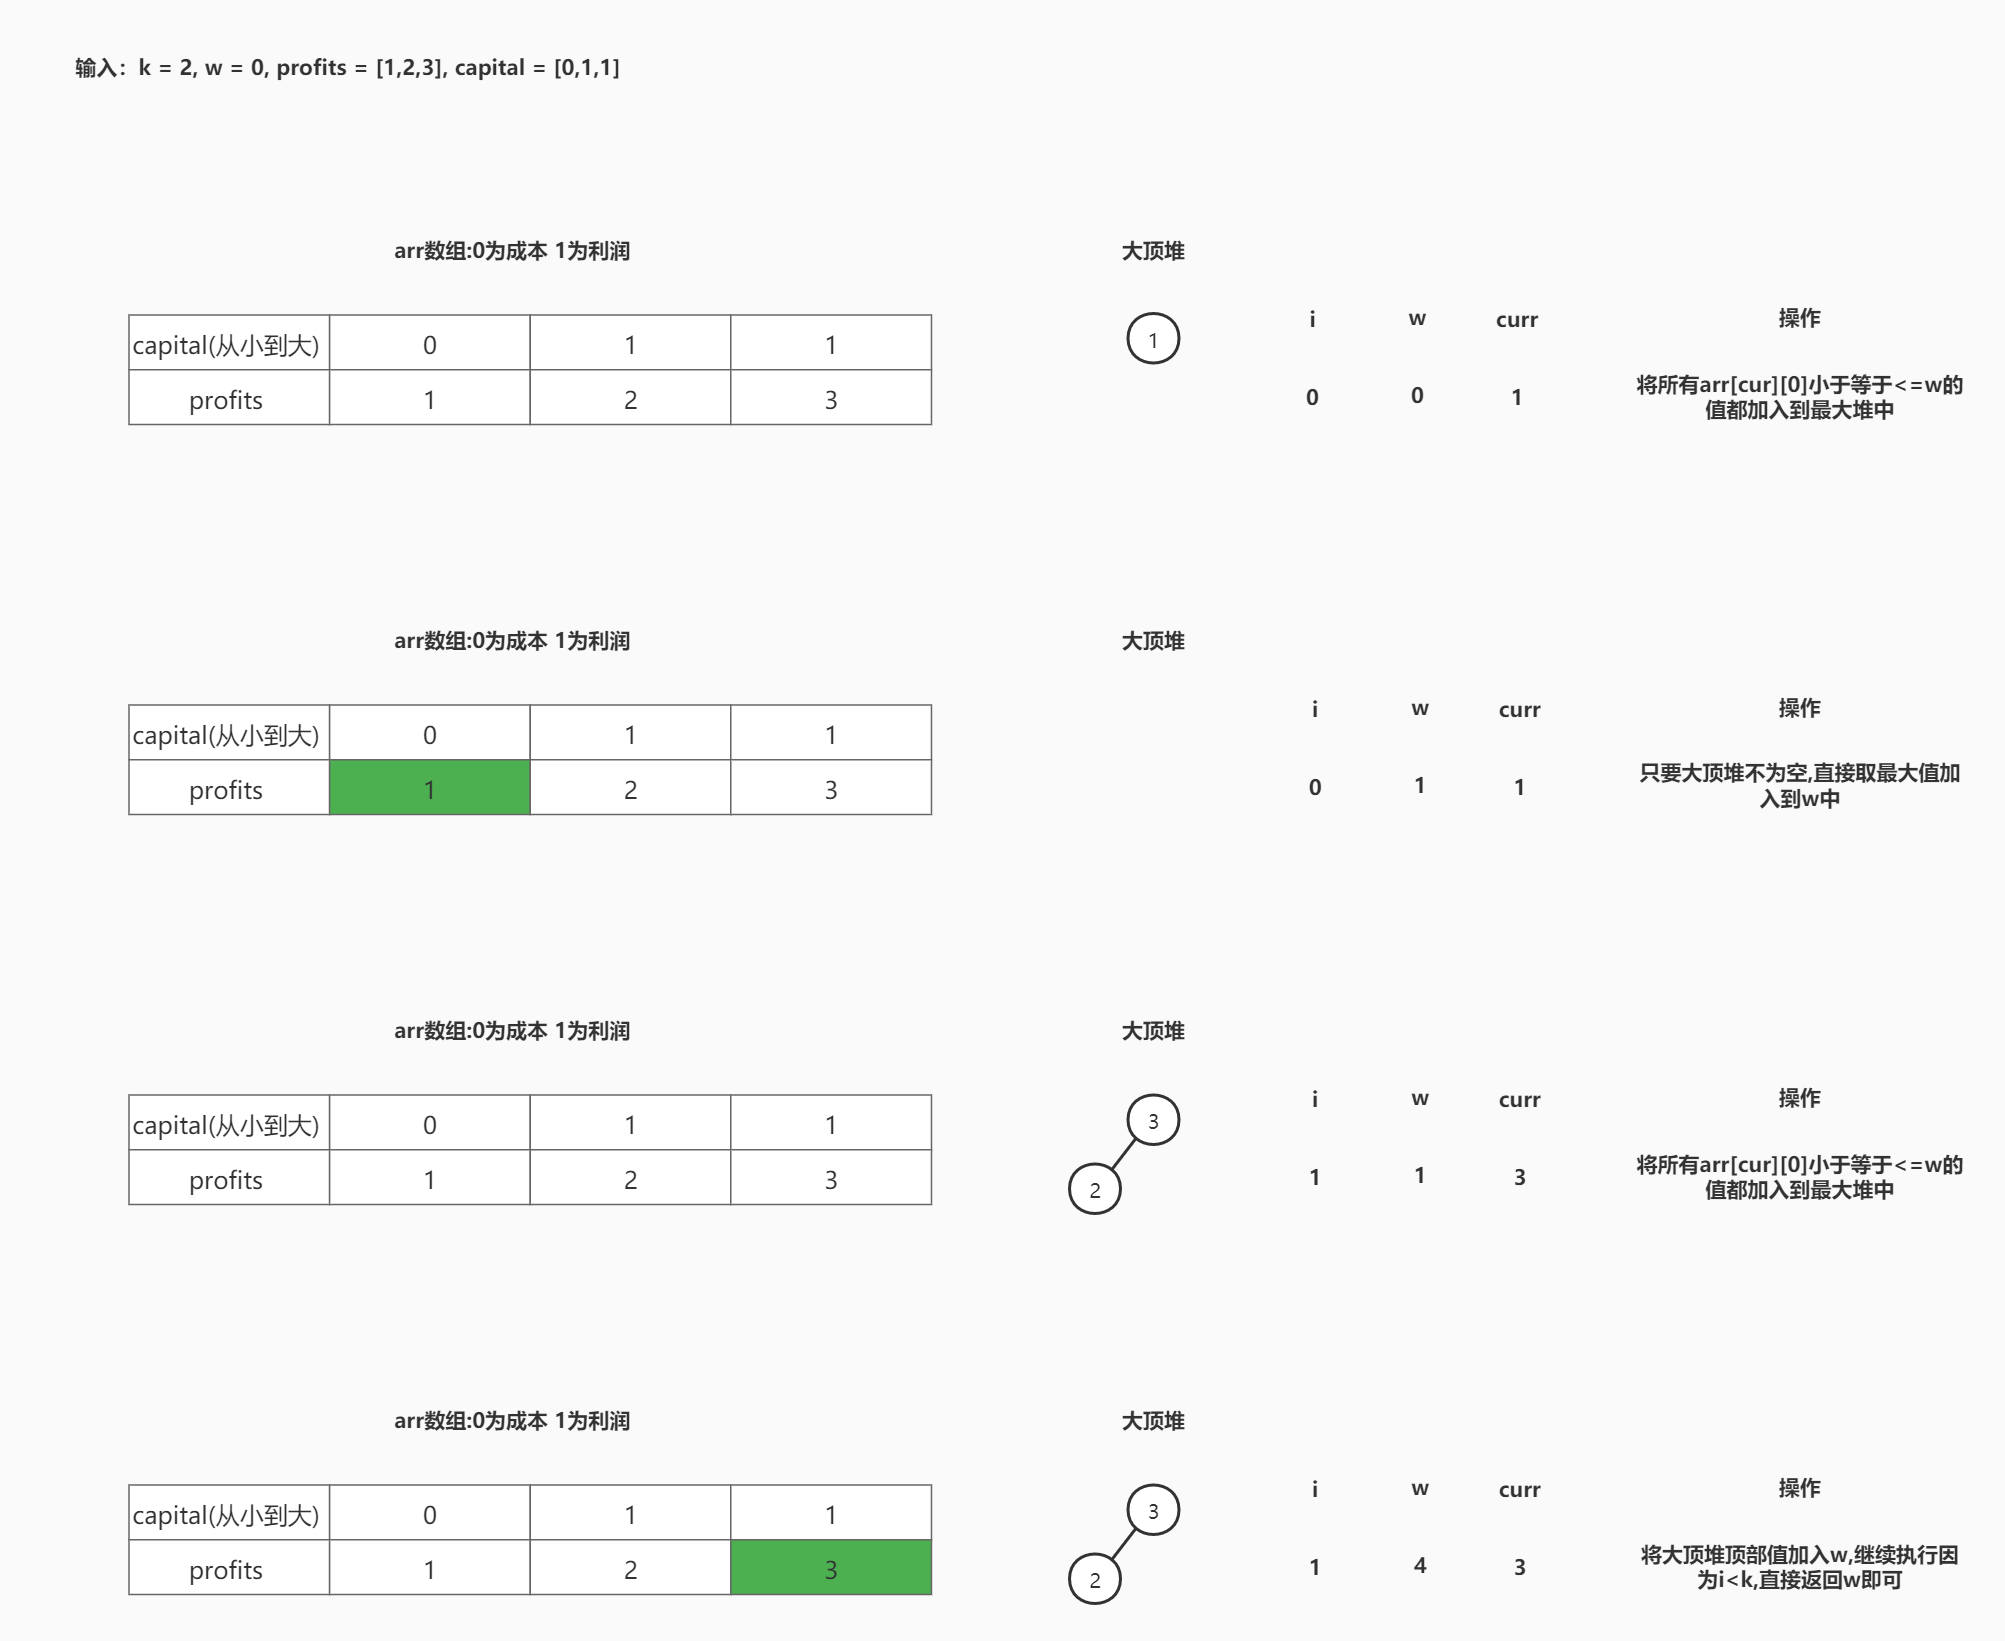 输入：k = 2, w = 0, profits = [1,2,3], capital = [0,1,1]
arr数组:0为成本 1为利润
大顶堆
capital(从小到大) 0 1 1
profits 1 2 3
1
i w curr 操作
0 0 1
将所有arr[cur][0]小于等于<=w的
值都加入到最大堆中
arr数组:0为成本 1为利润
大顶堆
capital(从小到大) 0 1 1
profits 1 2 3
i w curr 操作
0 1 1
只要大顶堆不为空,直接取最大值加
入到w中
arr数组:0为成本 1为利润
大顶堆
capital(从小到大) 0 1 1
profits 1 2 3
3
2
i w curr 操作
1 1 3
将所有arr[cur][0]小于等于<=w的
值都加入到最大堆中
arr数组:0为成本 1为利润
大顶堆
capital(从小到大) 0 1 1
profits 1 2 3
3
2
i w curr 操作
1 4 3
将大顶堆顶部值加入w,继续执行因
为i<k,直接返回w即可